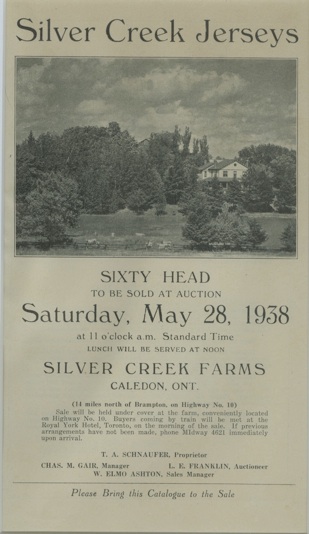 Silver Creek Jerseys
SIXTY HEAD
TO BE SOLD AT AUCTION
Saturday, May 28, 1938
at 11 o'clock a.m. Standard Time
LUNCH WILL BE SERVED AT NOON
SILVER CREEK FARMS
CALEDON, ONT.
(14 miles north of Brampton, on Highway No. 10)
Sale will be held under cover at the farm, conveniently located
on Highway No. 10. Buyers coming by train will be met at the
Royal York Hotel, Toronto, on the morning of the sale. If previous
arrangements have not been made, phone MIdway 4621 immediately
upon arrival.
T. A. SCHNAUFER, Proprietor
CHAS. M. GAIR, Manager L. E. FRANKLIN, Auctioneer
W. ELMO ASHTON, Sales Manager
Please Bring this Catalogue to the Sale